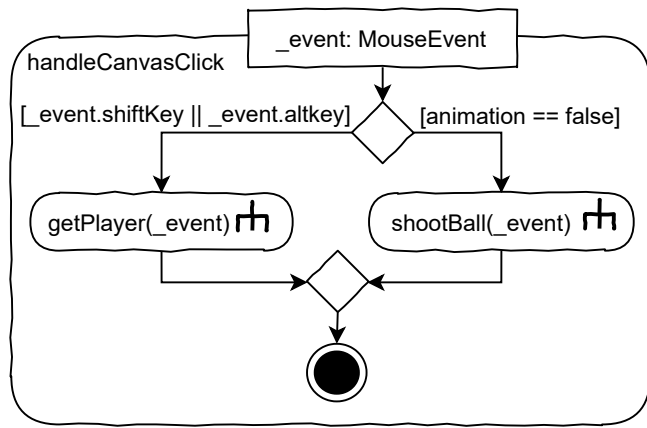 _event: MouseEvent
handleCanvasClick
[_event.shiftKey || _event.altkey]
[animation == false]
getPlayer(_event)
shootBall(_event)